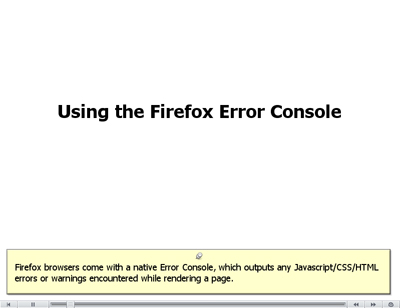 Using the Firefox Error Console
Firefox browsers come with a native Error Console, which outputs any Javascript/CSS/HTML
errors or warnings encountered while rendering a page.